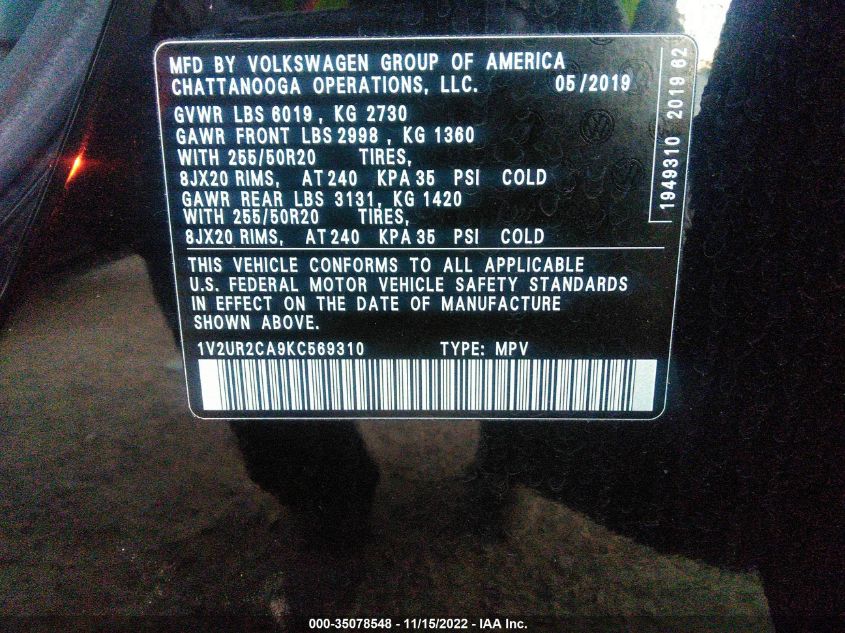 MFD BY VOLKSWAGEN GROUP OF AMERICA
CHATTANOOGA OPERATIONS, LLC. 05/2019
GVWR LBS 6019, KG 2730
GAWR FRONT LBS 2998, KG 1360
WITH 255/50R20 TIRES,
8JX20 RIMS, AT 240 KPA 35 PSI COLD
GAWR REAR LBS 3131, KG 1420
WITH 255/50R20 TIRES,
8JX20 RIMS, AT 240 KPA 35 PSI COLD
THIS VEHICLE CONFORMS TO ALL APPLICABLE
U.S. FEDERAL MOTOR VEHICLE SAFETY STANDARDS
IN EFFECT ON THE DATE OF MANUFACTURE
SHOWN ABOVE.
1V2UR2CA9KC569310 TYPE: MPV
1949310 2019 62
000-35078548 - 11/15/2022 - IAA Inc.